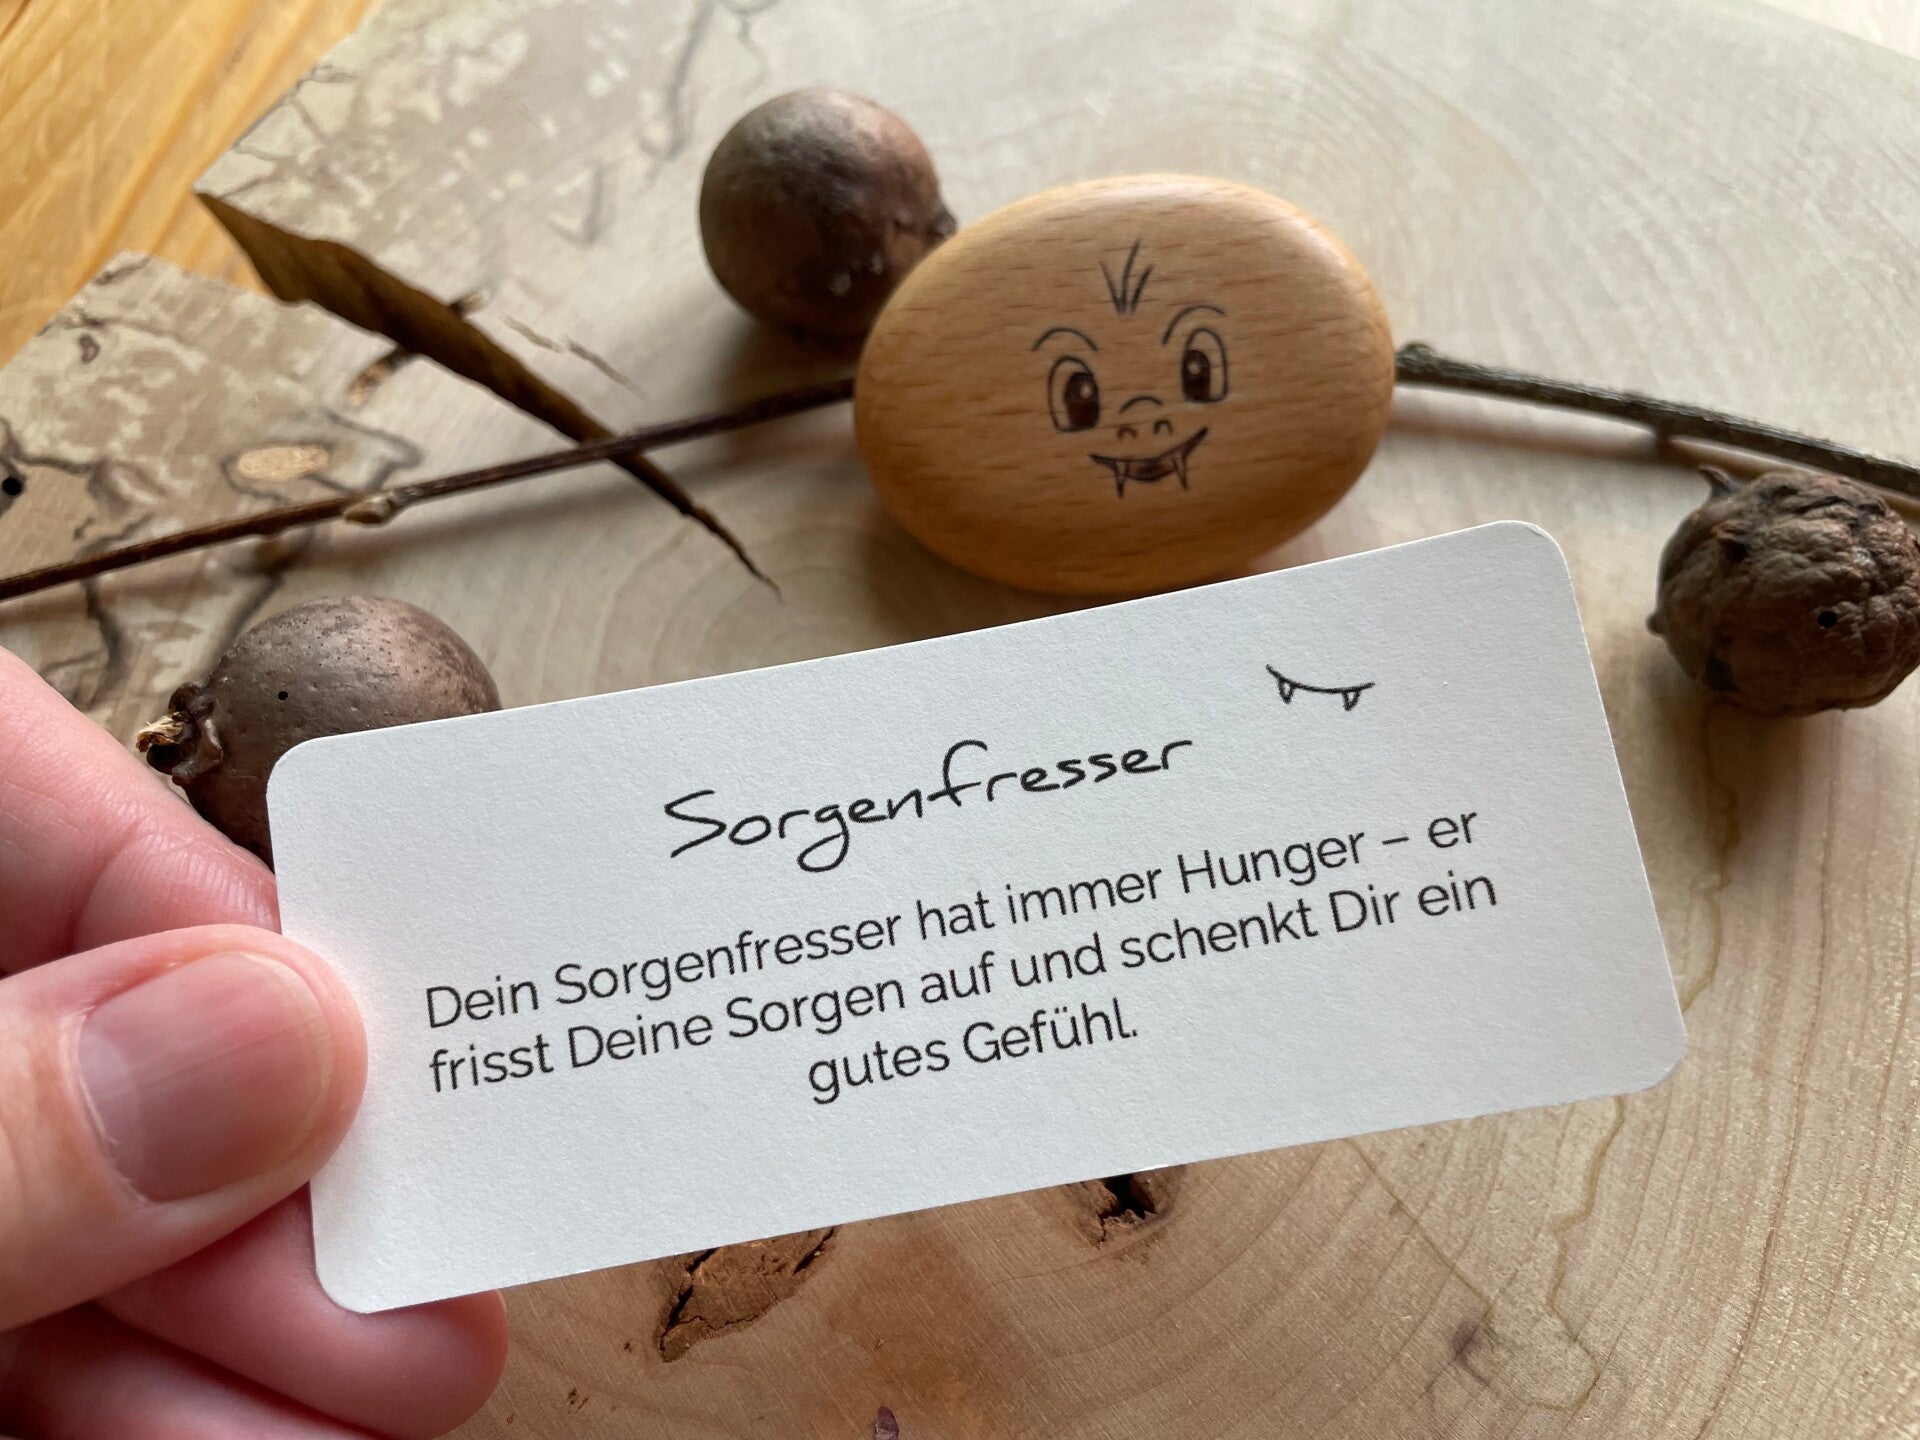 Sorgenfresser
Dein Sorgenfresser hat immer Hunger – er
frisst Deine Sorgen auf und schenkt Dir ein
gutes Gefühl.